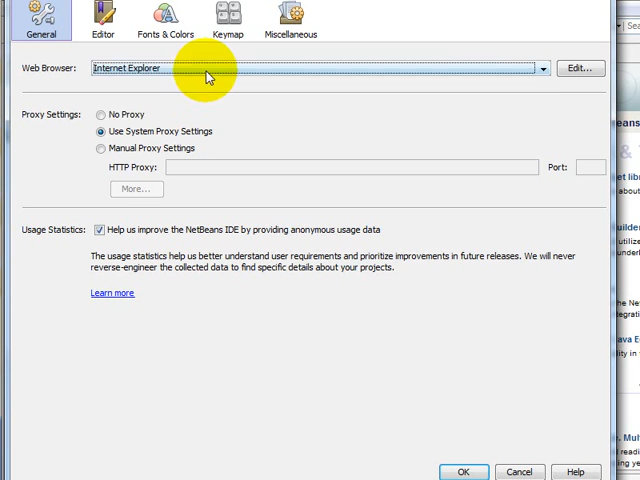 General
Editor
Fonts & Colors
Keymap
Miscellaneous
Web Browser:
Internet Explorer
Edit...
Proxy Settings:
No Proxy
Use System Proxy Settings
Manual Proxy Settings
HTTP Proxy:
Port:
More...
Usage Statistics:
Help us improve the NetBeans IDE by providing anonymous usage data
The usage statistics help us better understand user requirements and prioritize improvements in future releases. We will never
reverse-engineer the collected data to find specific details about your projects.
Learn more
OK
Cancel
Help